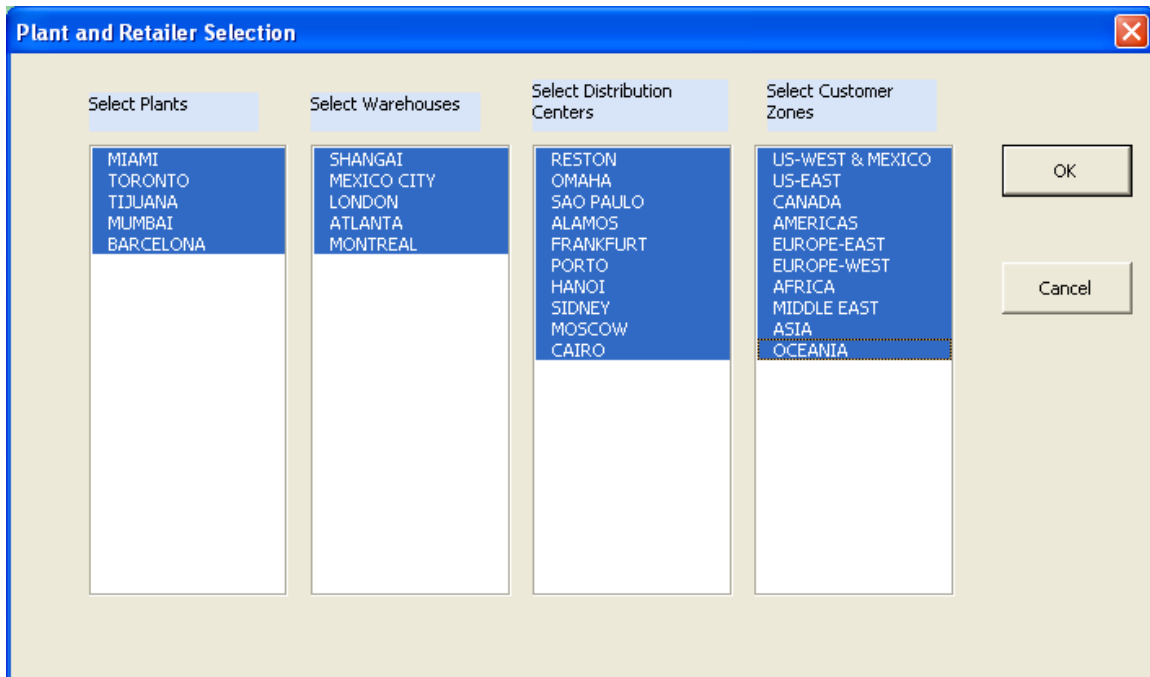 Plant and Retailer Selection
Select Plants
MIAMI
TORONTO
TIJUANA
MUMBAI
BARCELONA
Select Warehouses
SHANGAI
MEXICO CITY
LONDON
ATLANTA
MONTREAL
Select Distribution
Centers
RESTON
OMAHA
SAO PAULO
ALAMOS
FRANKFURT
PORTO
HANOI
SIDNEY
MOSCOW
CAIRO
Select Customer
Zones
US-WEST & MEXICO
US-EAST
CANADA
AMERICAS
EUROPE-EAST
EUROPE-WEST
AFRICA
MIDDLE EAST
ASIA
OCEANIA
OK
Cancel